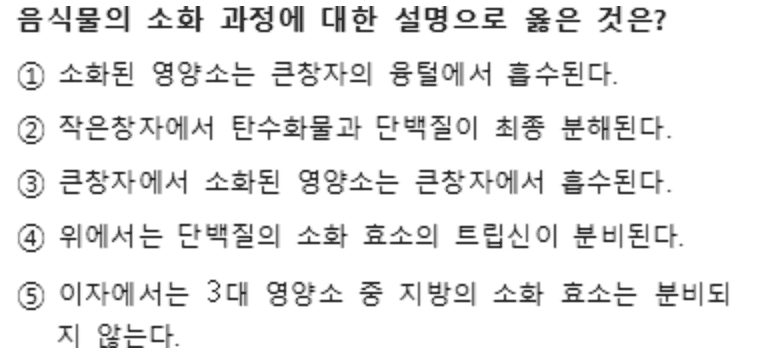 음식물의 소화 과정에 대한 설명으로 옳은 것은?
① 소화된 영양소는 큰창자의 융털에서 흡수된다.
② 작은창자에서 탄수화물과 단백질이 최종 분해된다.
③ 큰창자에서 소화된 영양소는 큰창자에서 흡수된다.
④ 위에서는 단백질의 소화 효소의 트립신이 분비된다.
⑤ 이자에서는 3대 영양소 중 지방의 소화 효소는 분비되
지 않는다.